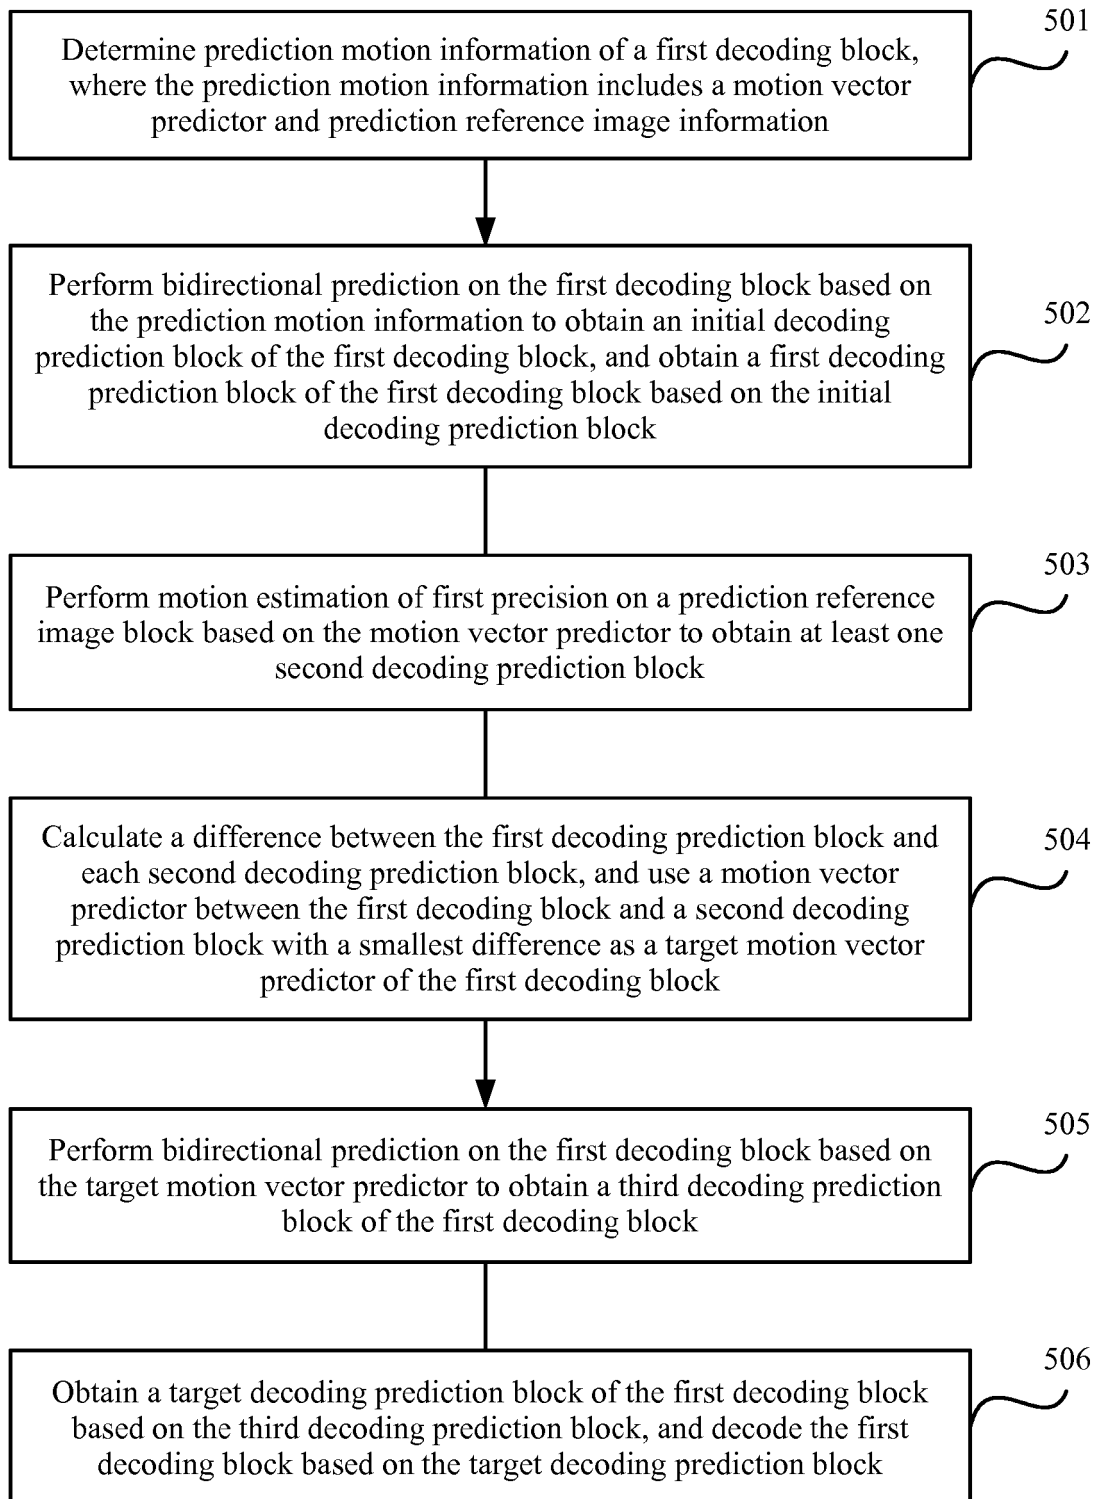 501
Determine prediction motion information of a first decoding block,
where the prediction motion information includes a motion vector
predictor and prediction reference image information
502
Perform bidirectional prediction on the first decoding block based on
the prediction motion information to obtain an initial decoding
prediction block of the first decoding block, and obtain a first decoding
prediction block of the first decoding block based on the initial
decoding prediction block
503
Perform motion estimation of first precision on a prediction reference
image block based on the motion vector predictor to obtain at least one
second decoding prediction block
504
Calculate a difference between the first decoding prediction block and
each second decoding prediction block, and use a motion vector
predictor between the first decoding block and a second decoding
prediction block with a smallest difference as a target motion vector
predictor of the first decoding block
505
Perform bidirectional prediction on the first decoding block based on
the target motion vector predictor to obtain a third decoding prediction
block of the first decoding block
506
Obtain a target decoding prediction block of the first decoding block
based on the third decoding prediction block, and decode the first
decoding block based on the target decoding prediction block